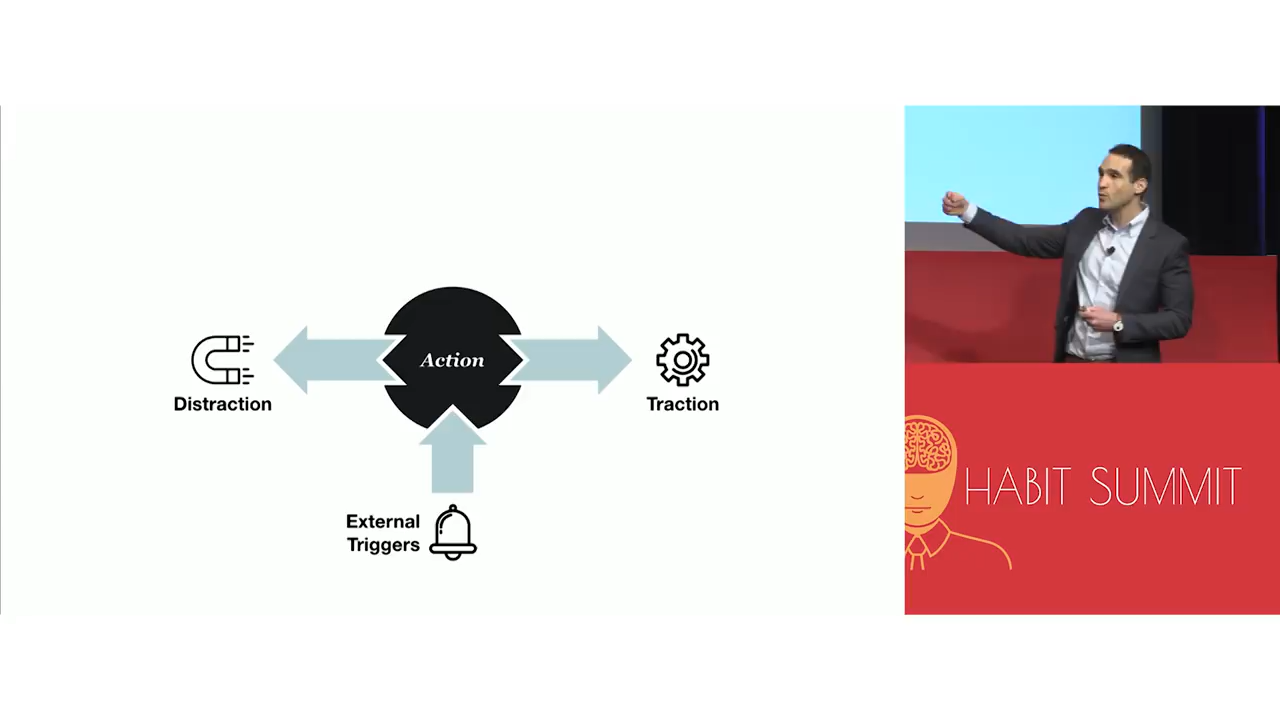 Action
Distraction
Traction
External
Triggers
HABIT SUMMIT